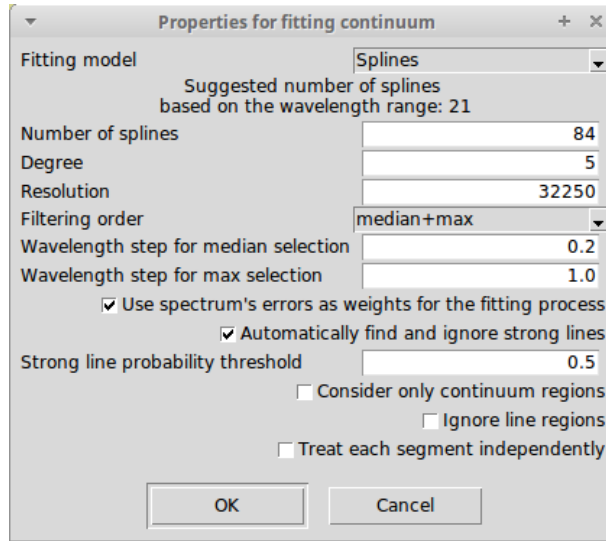 Properties for fitting continuum
Fitting model Splines
Suggested number of splines
based on the wavelength range: 21
Number of splines 84
Degree 5
Resolution 32250
Filtering order median+max
Wavelength step for median selection 0.2
Wavelength step for max selection 1.0
Use spectrum's errors as weights for the fitting process
Automatically find and ignore strong lines
Strong line probability threshold 0.5
Consider only continuum regions
Ignore line regions
Treat each segment independently
OK Cancel